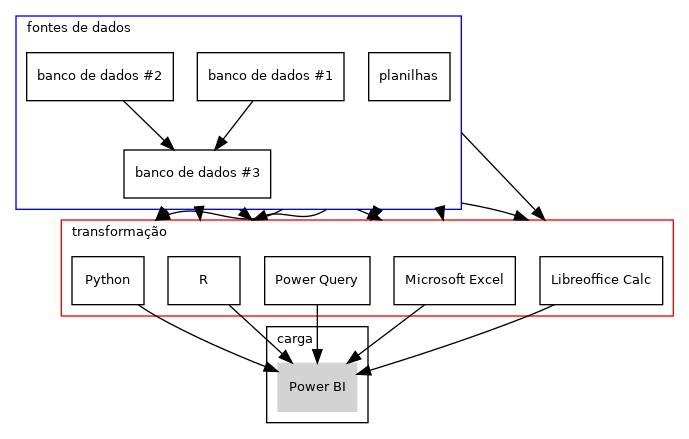 fontes de dados
banco de dados #2
banco de dados #1
planilhas
banco de dados #3
transformação
Python
R
Power Query
Microsoft Excel
Libreoffice Calc
carga
Power BI